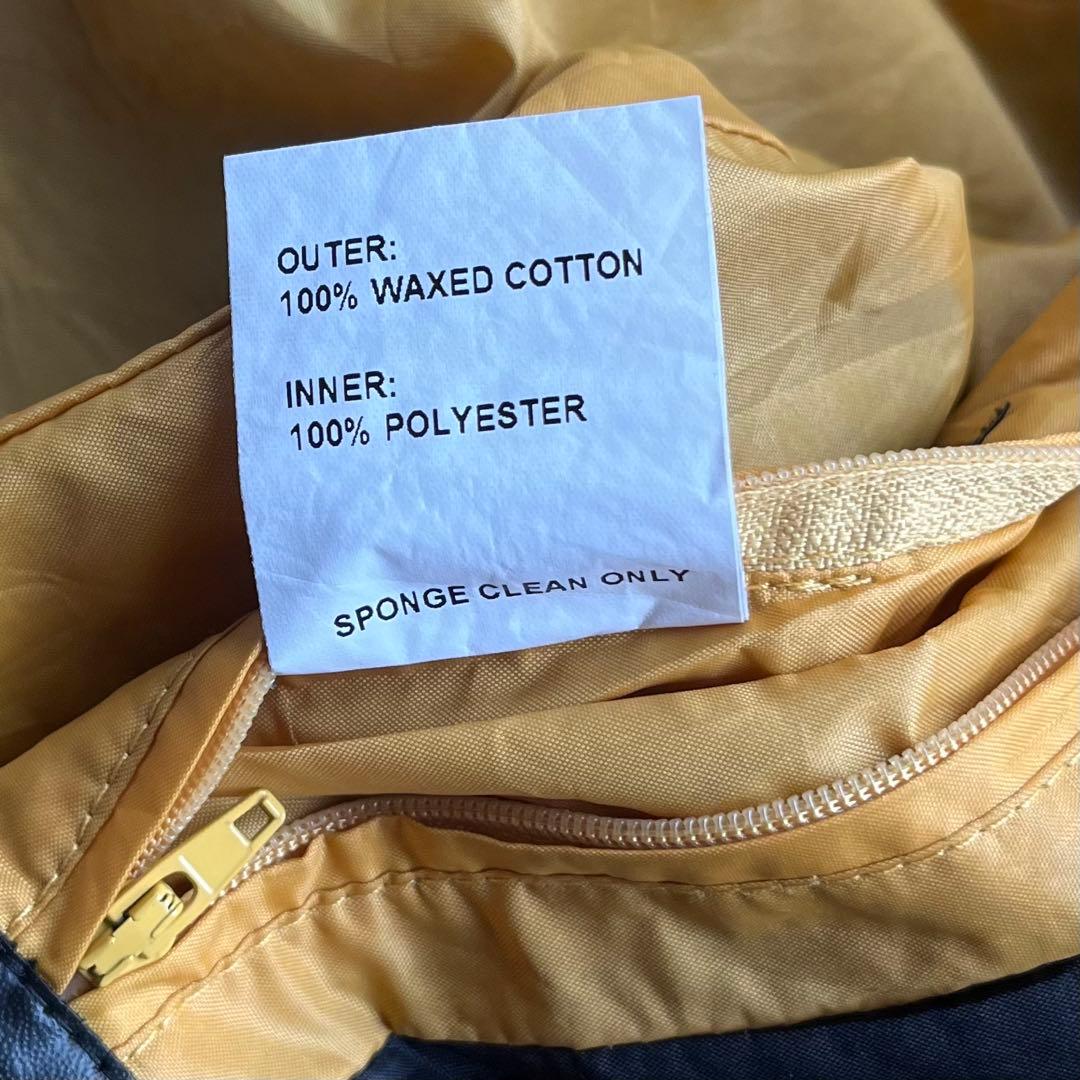 OUTER:
100% WAXED COTTON
INNER:
100% POLYESTER
SPONGE CLEAN ONLY